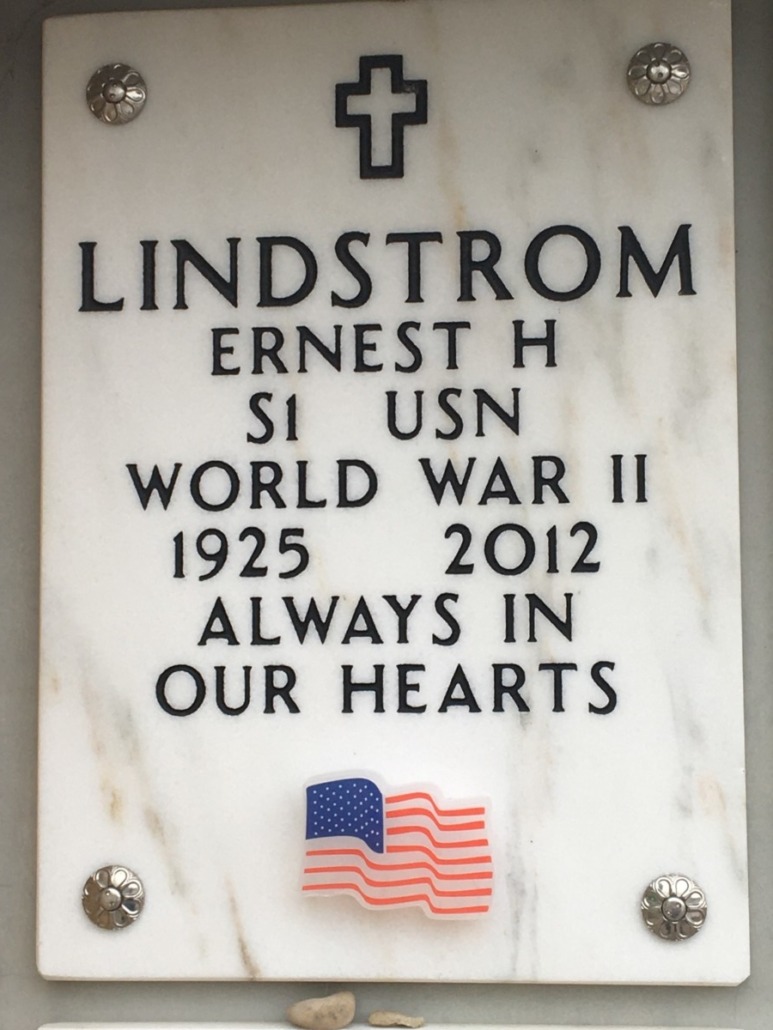 LINDSTROM
ERNEST H
S1 USN
WORLD WAR II
1925 2012
ALWAYS IN
OUR HEARTS